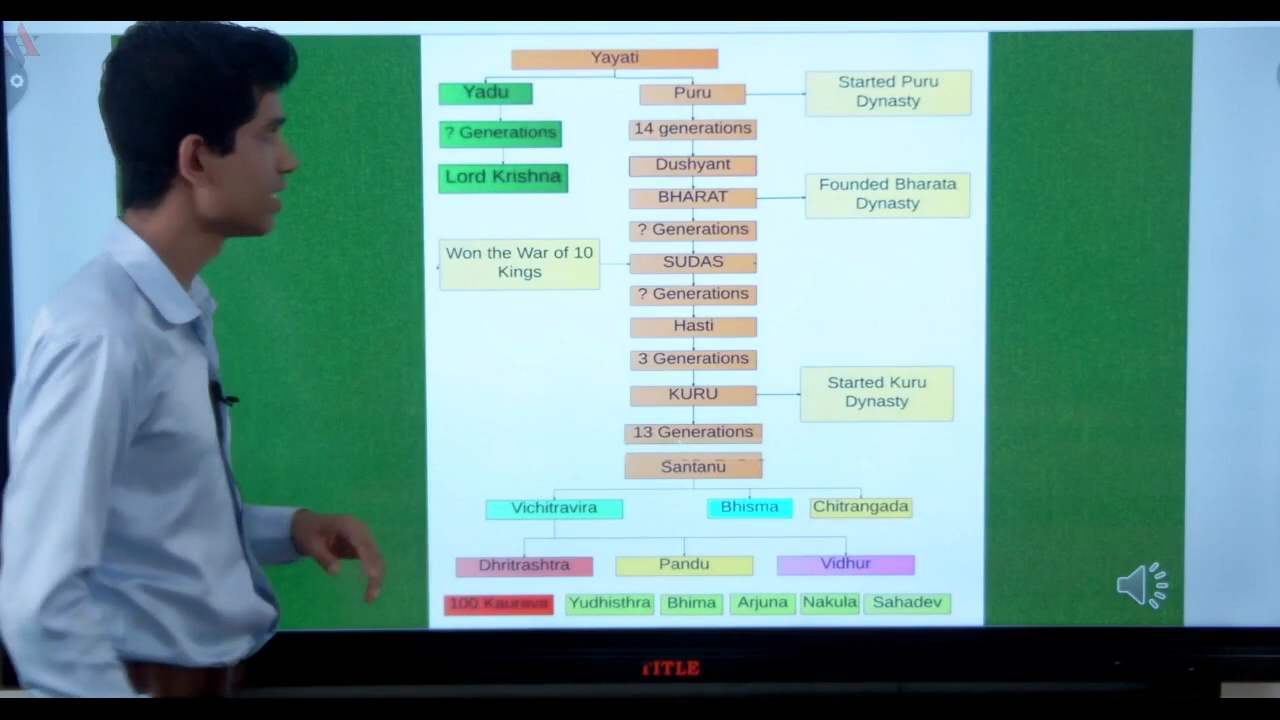 Yayati
Yadu
Puru
Started Puru
Dynasty
? Generations
14 generations
Lord Krishna
Dushyant
BHARAT
Founded Bharata
Dynasty
? Generations
Won the War of 10
Kings
SUDAS
? Generations
Hasti
3 Generations
KURU
Started Kuru
Dynasty
13 Generations
Santanu
Vichitravira
Bhisma
Chitrangada
Dhritrashtra
Pandu
Vidhur
100 Kaurava
Yudhisthra
Bhima
Arjuna
Nakula
Sahadev
TITLE